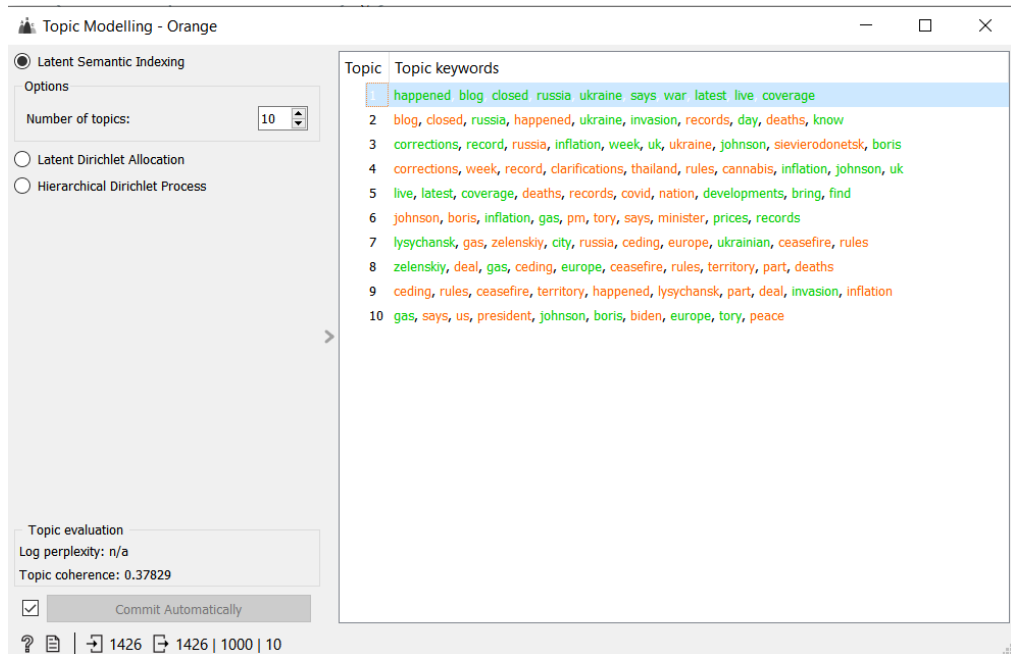 Topic Modelling - Orange
Latent Semantic Indexing
Options
Number of topics: 10
Latent Dirichlet Allocation
Hierarchical Dirichlet Process
Topic evaluation
Log perplexity: n/a
Topic coherence: 0.37829
Commit Automatically
? 1426 1426 | 1000 | 10
Topic Topic keywords
1 happened blog closed russia ukraine says war latest live coverage
2 blog, closed, russia, happened, ukraine, invasion, records, day, deaths, know
3 corrections, record, russia, inflation, week, uk, ukraine, johnson, sievierodonetsk, boris
4 corrections, week, record, clarifications, thailand, rules, cannabis, inflation, johnson, uk
5 live, latest, coverage, deaths, records, covid, nation, developments, bring, find
6 johnson, boris, inflation, gas, pm, tory, says, minister, prices, records
7 lysychansk, gas, zelenskiy, city, russia, ceding, europe, ukrainian, ceasefire, rules
8 zelenskiy, deal, gas, ceding, europe, ceasefire, rules, territory, part, deaths
9 ceding, rules, ceasefire, territory, happened, lysychansk, part, deal, invasion, inflation
10 gas, says, us, president, johnson, boris, biden, europe, tory, peace